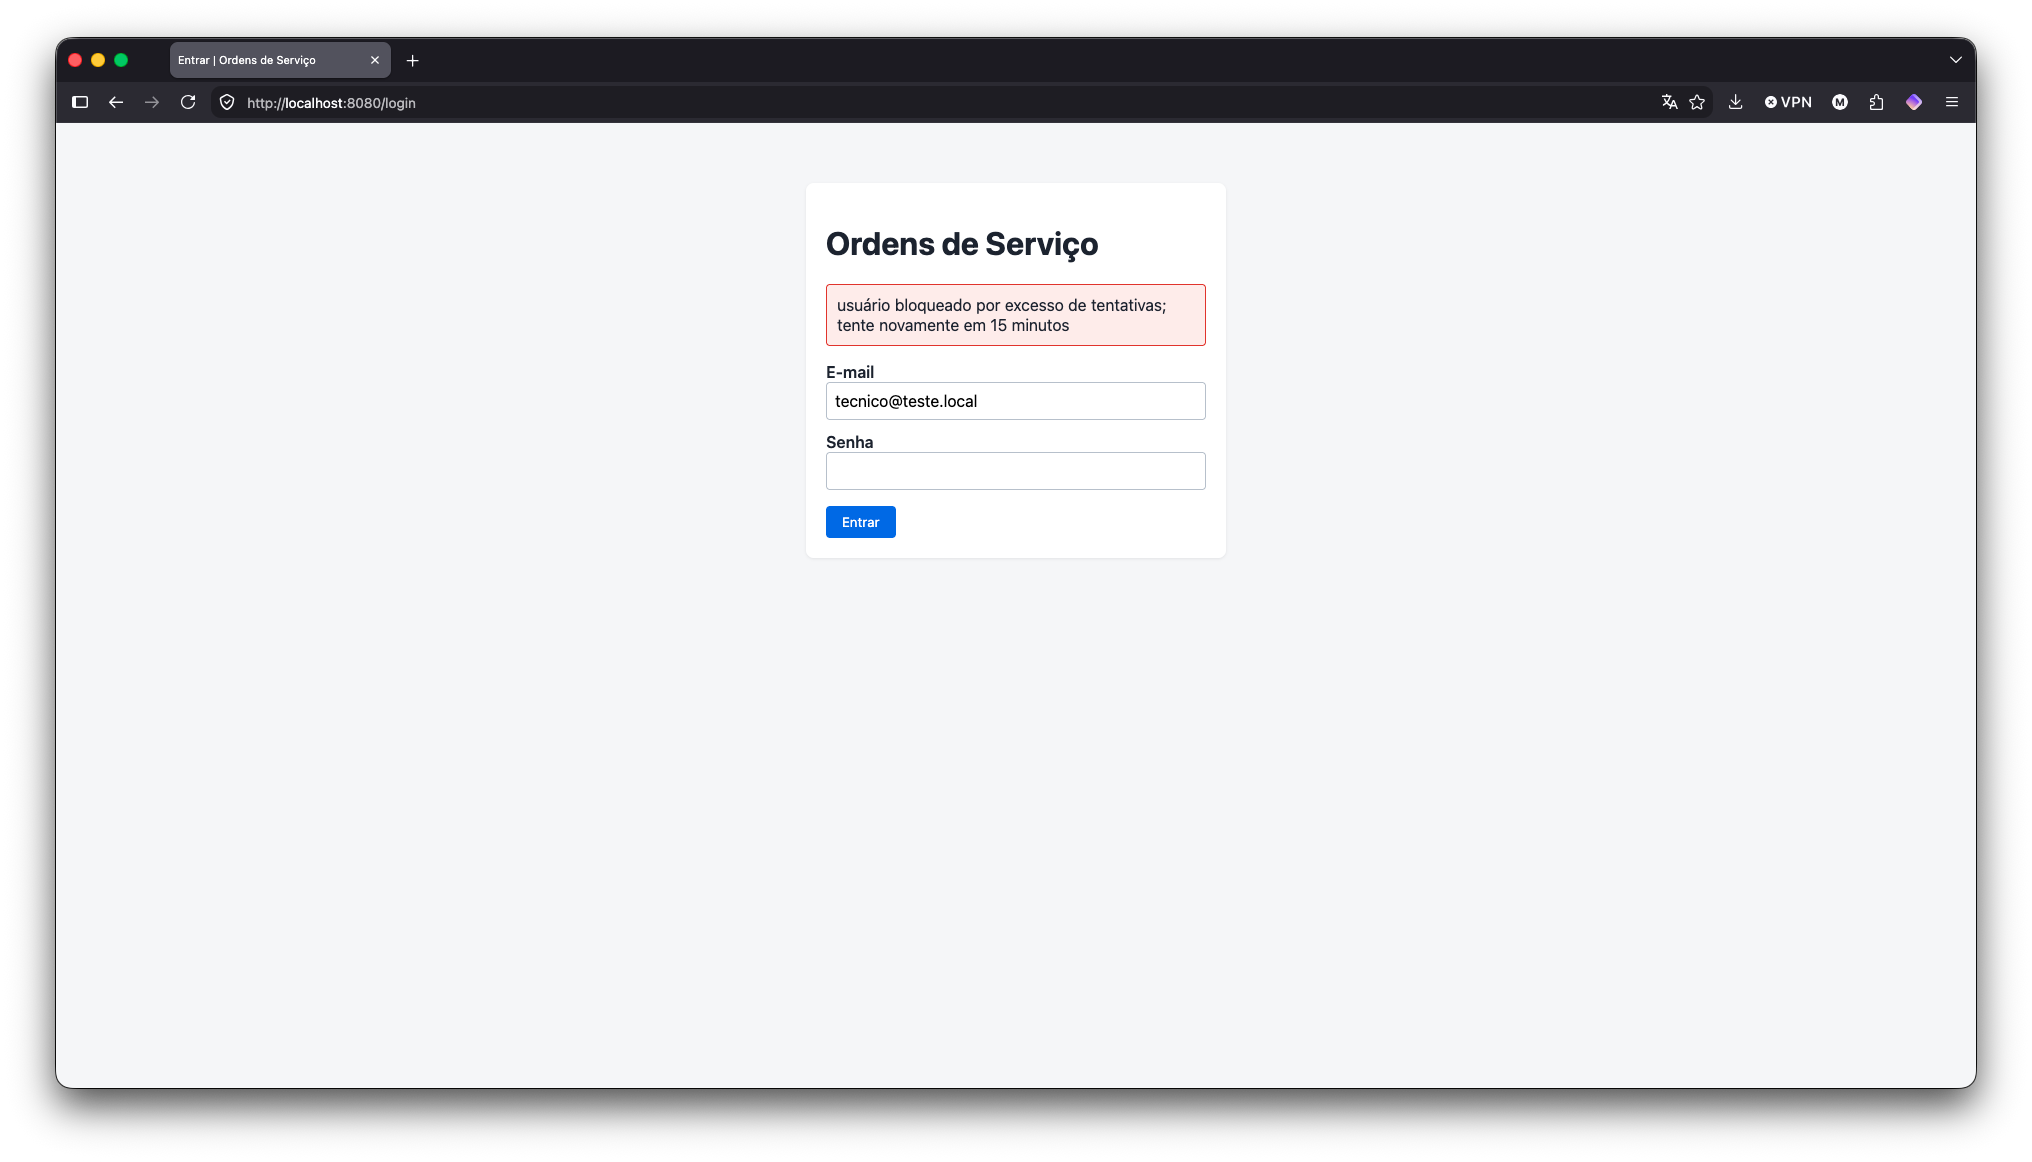 Entrar | Ordens de Serviço
http://localhost:8080/login
VPN
M
Ordens de Serviço
usuário bloqueado por excesso de tentativas;
tente novamente em 15 minutos
E-mail
tecnico@teste.local
Senha
Entrar